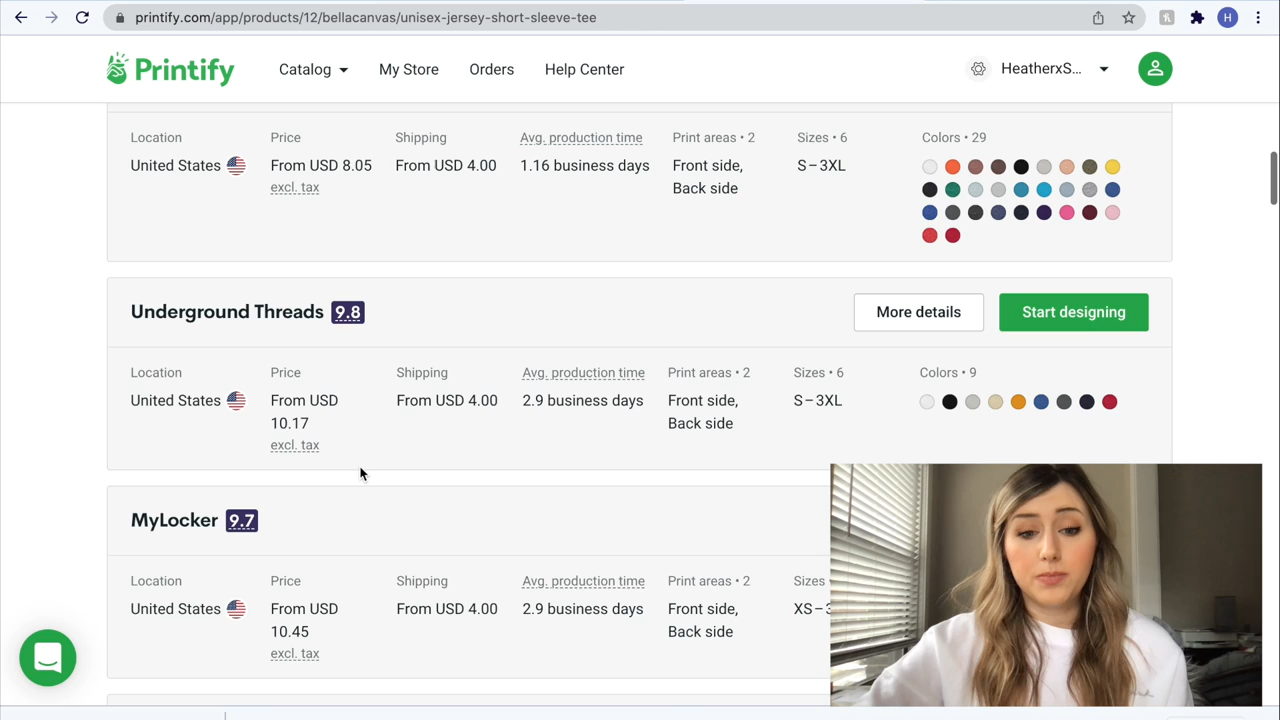 printify.com/app/products/12/bellacanvas/unisex-jersey-short-sleeve-tee
H
Printify
Catalog
My Store
Orders
Help Center
HeatherxS...
Location
Price
Shipping
Avg. production time
Print areas • 2
Sizes • 6
Colors • 29
United States
From USD 8.05
excl. tax
From USD 4.00
1.16 business days
Front side,
Back side
S–3XL
Underground Threads 9.8
More details
Start designing
Location
Price
Shipping
Avg. production time
Print areas • 2
Sizes • 6
Colors • 9
United States
From USD
10.17
excl. tax
From USD 4.00
2.9 business days
Front side,
Back side
S–3XL
MyLocker 9.7
Location
Price
Shipping
Avg. production time
Print areas • 2
Sizes
United States
From USD
10.45
excl. tax
From USD 4.00
2.9 business days
Front side,
Back side